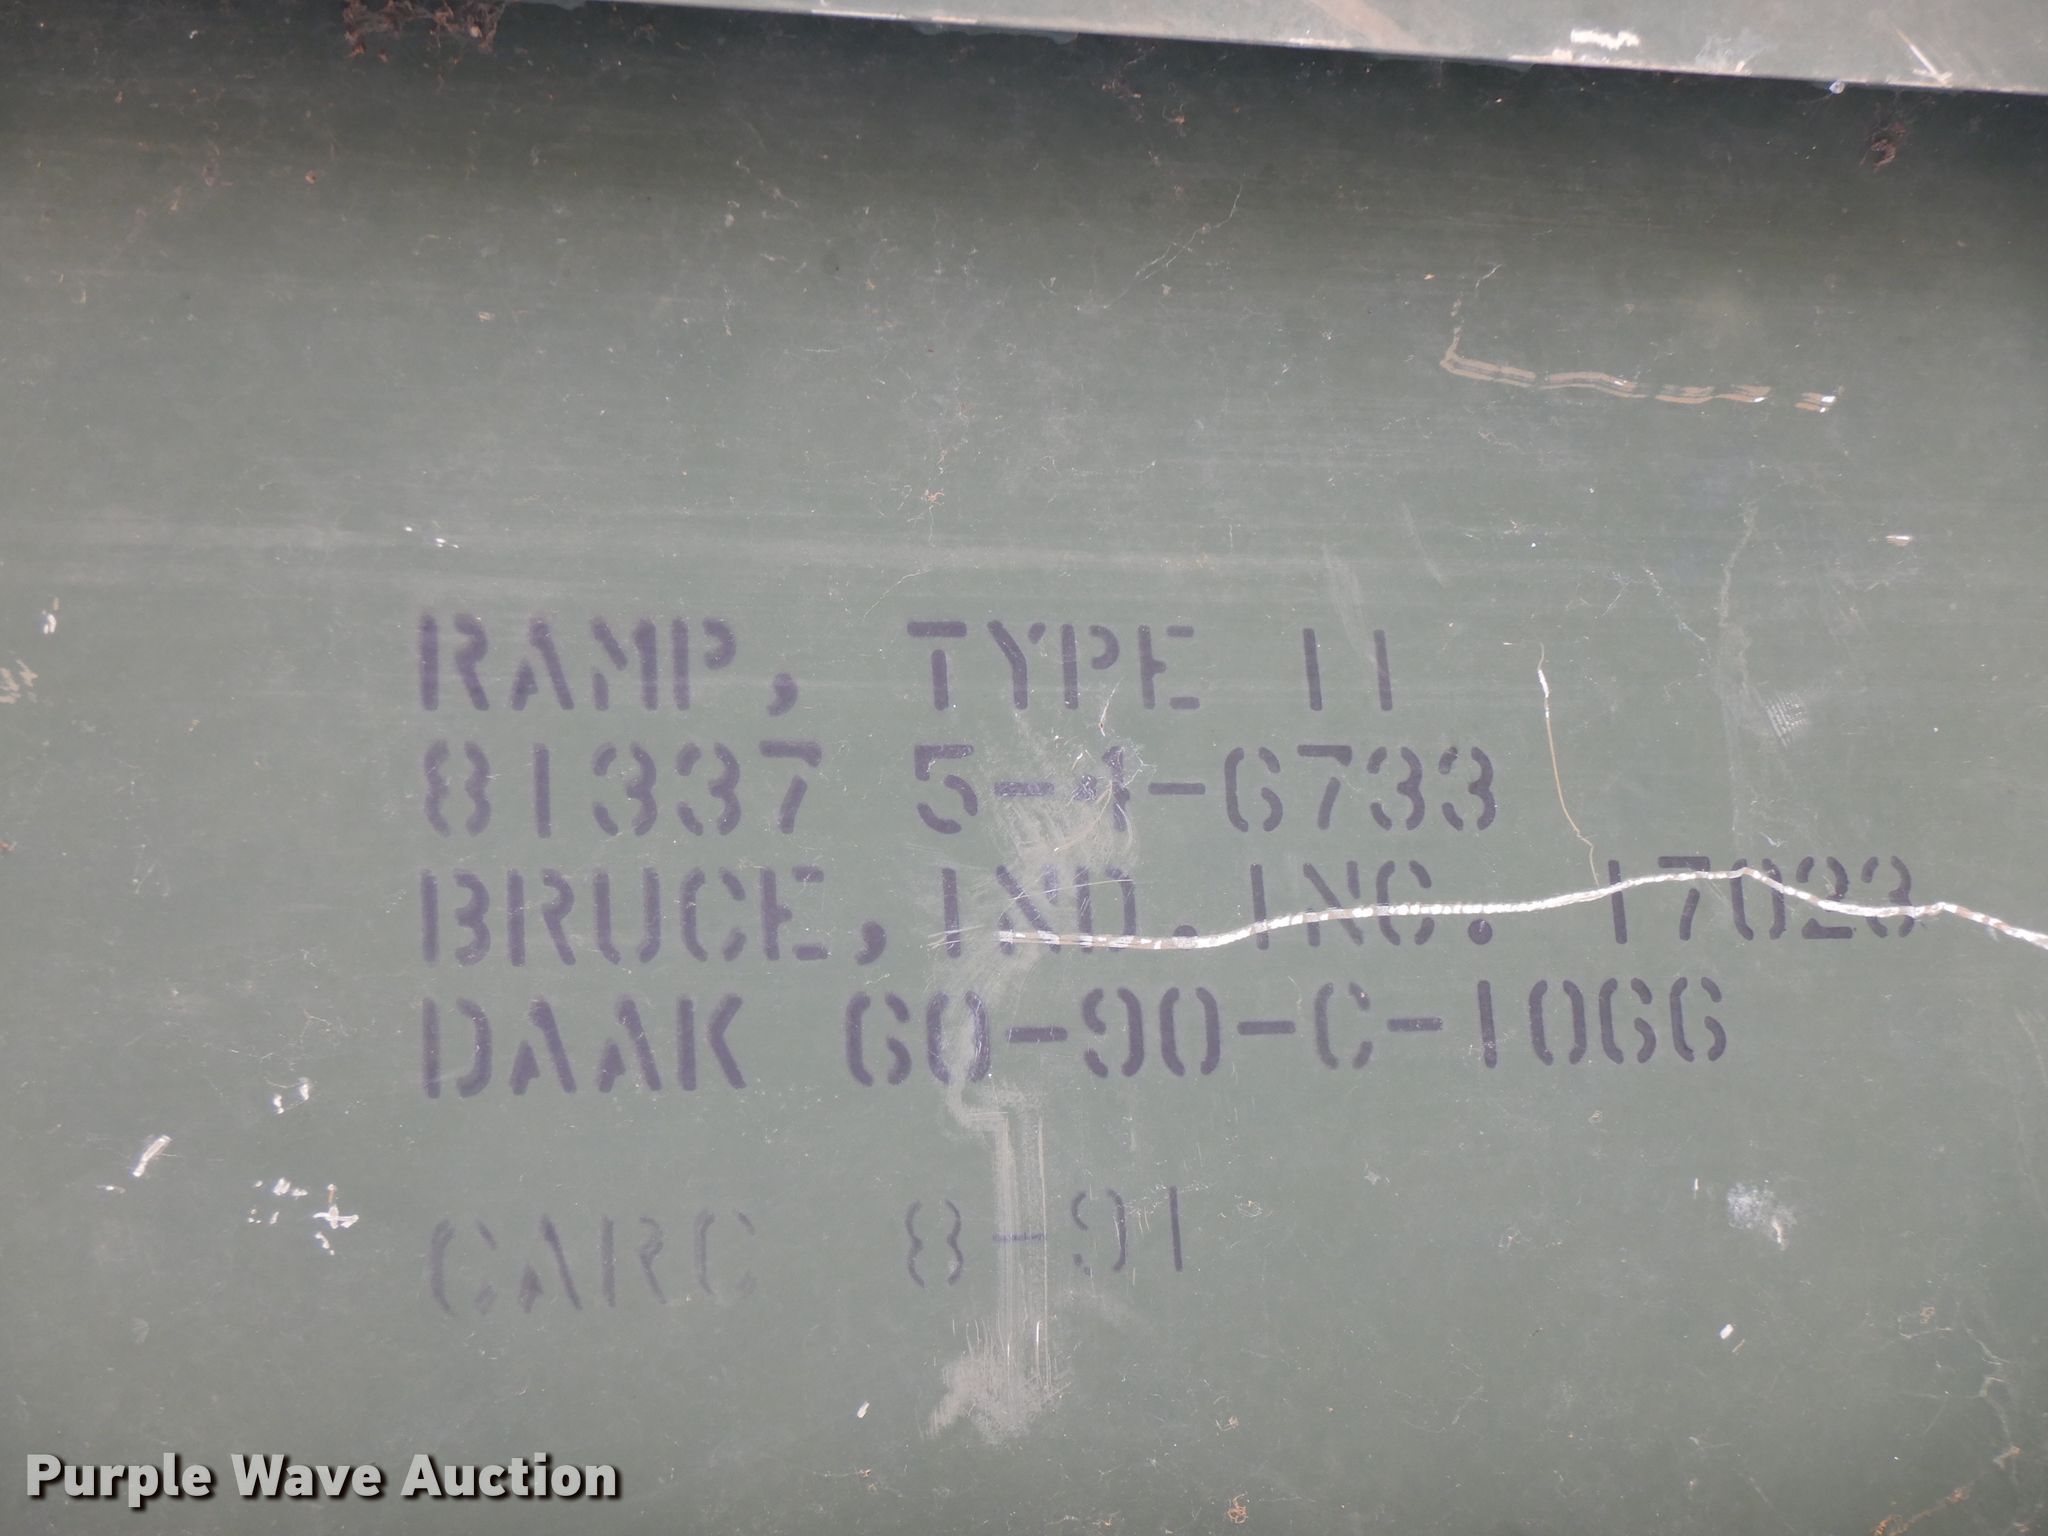 RAMP, TYPE II
81337 5-4-6733
BRUCE, IND. INC. 17023
DAAK 60-90-C-1066
CARC 8-91
Purple Wave Auction